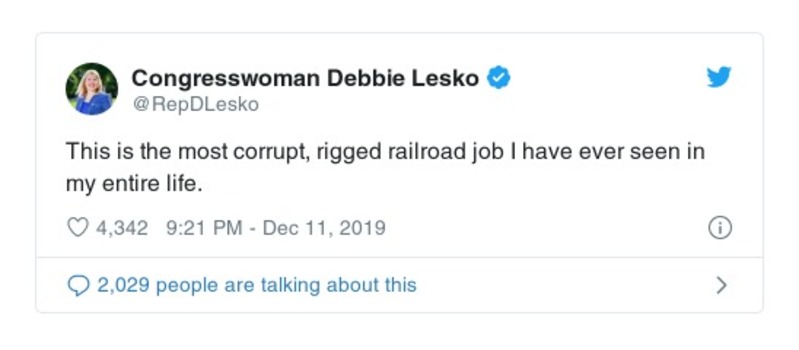 Congresswoman Debbie Lesko
@RepDLesko
This is the most corrupt, rigged railroad job I have ever seen in
my entire life.
4,342 9:21 PM - Dec 11, 2019
2,029 people are talking about this